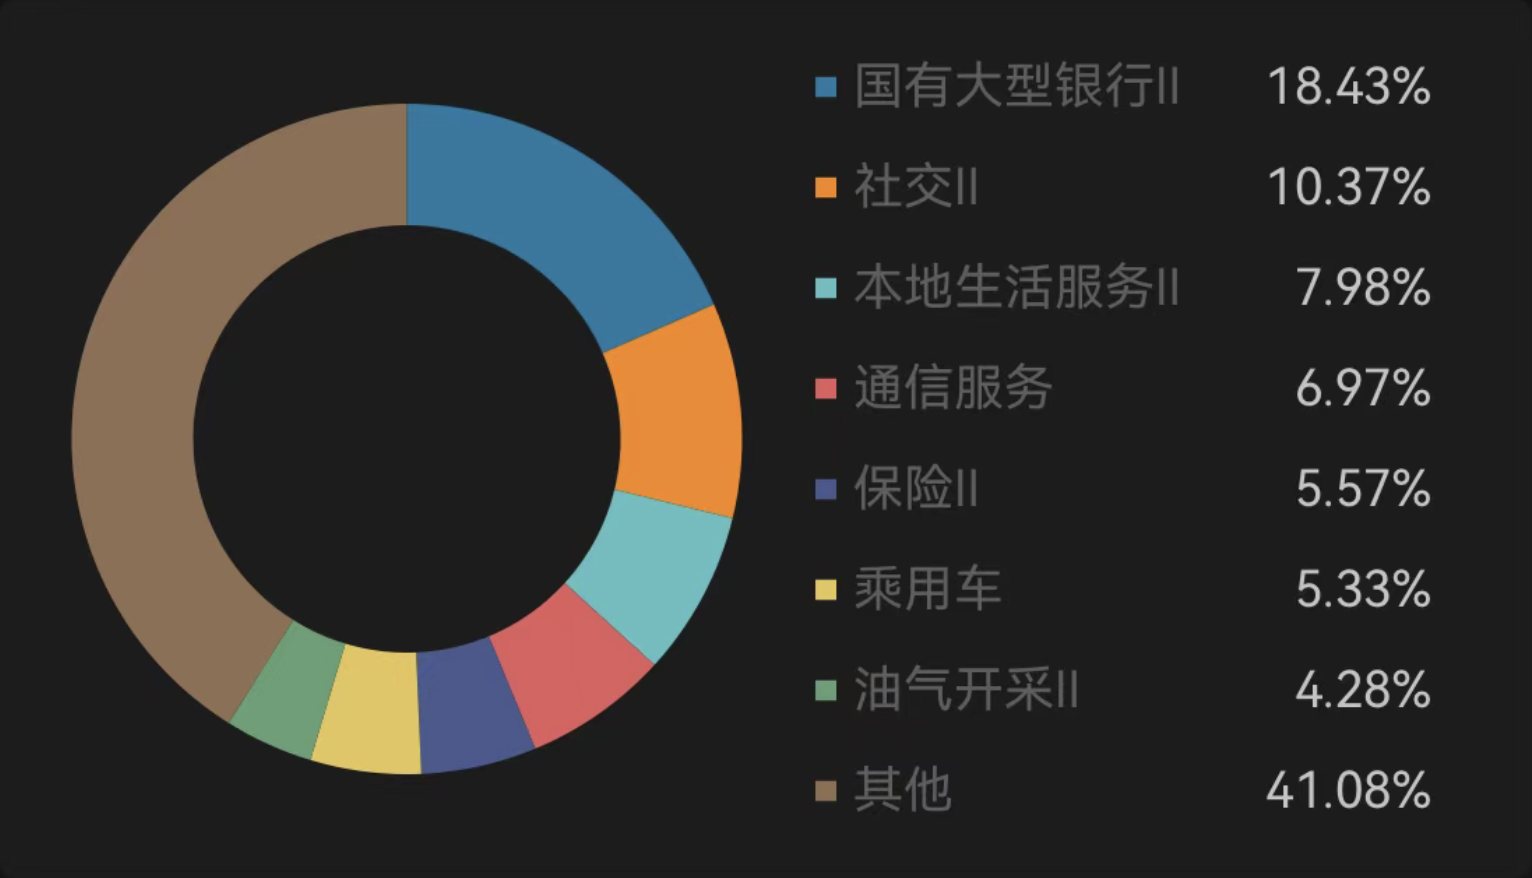 国有大型银行II 18.43%
社交II 10.37%
本地生活服务II 7.98%
通信服务 6.97%
保险II 5.57%
乘用车 5.33%
油气开采II 4.28%
其他 41.08%